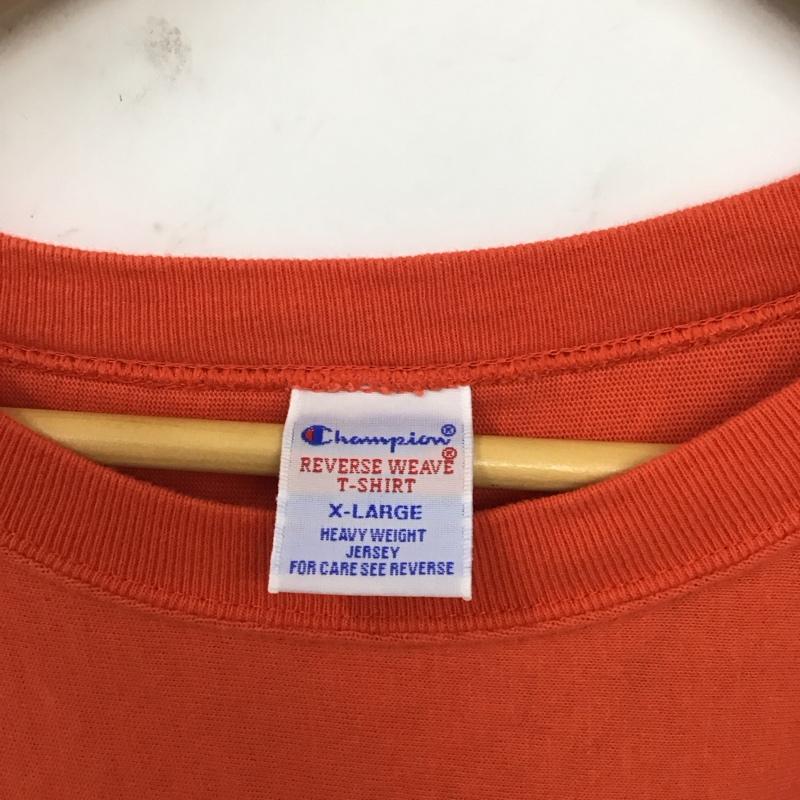 Champion®
REVERSE WEAVE®
T-SHIRT
X-LARGE
HEAVY WEIGHT
JERSEY
FOR CARE SEE REVERSE